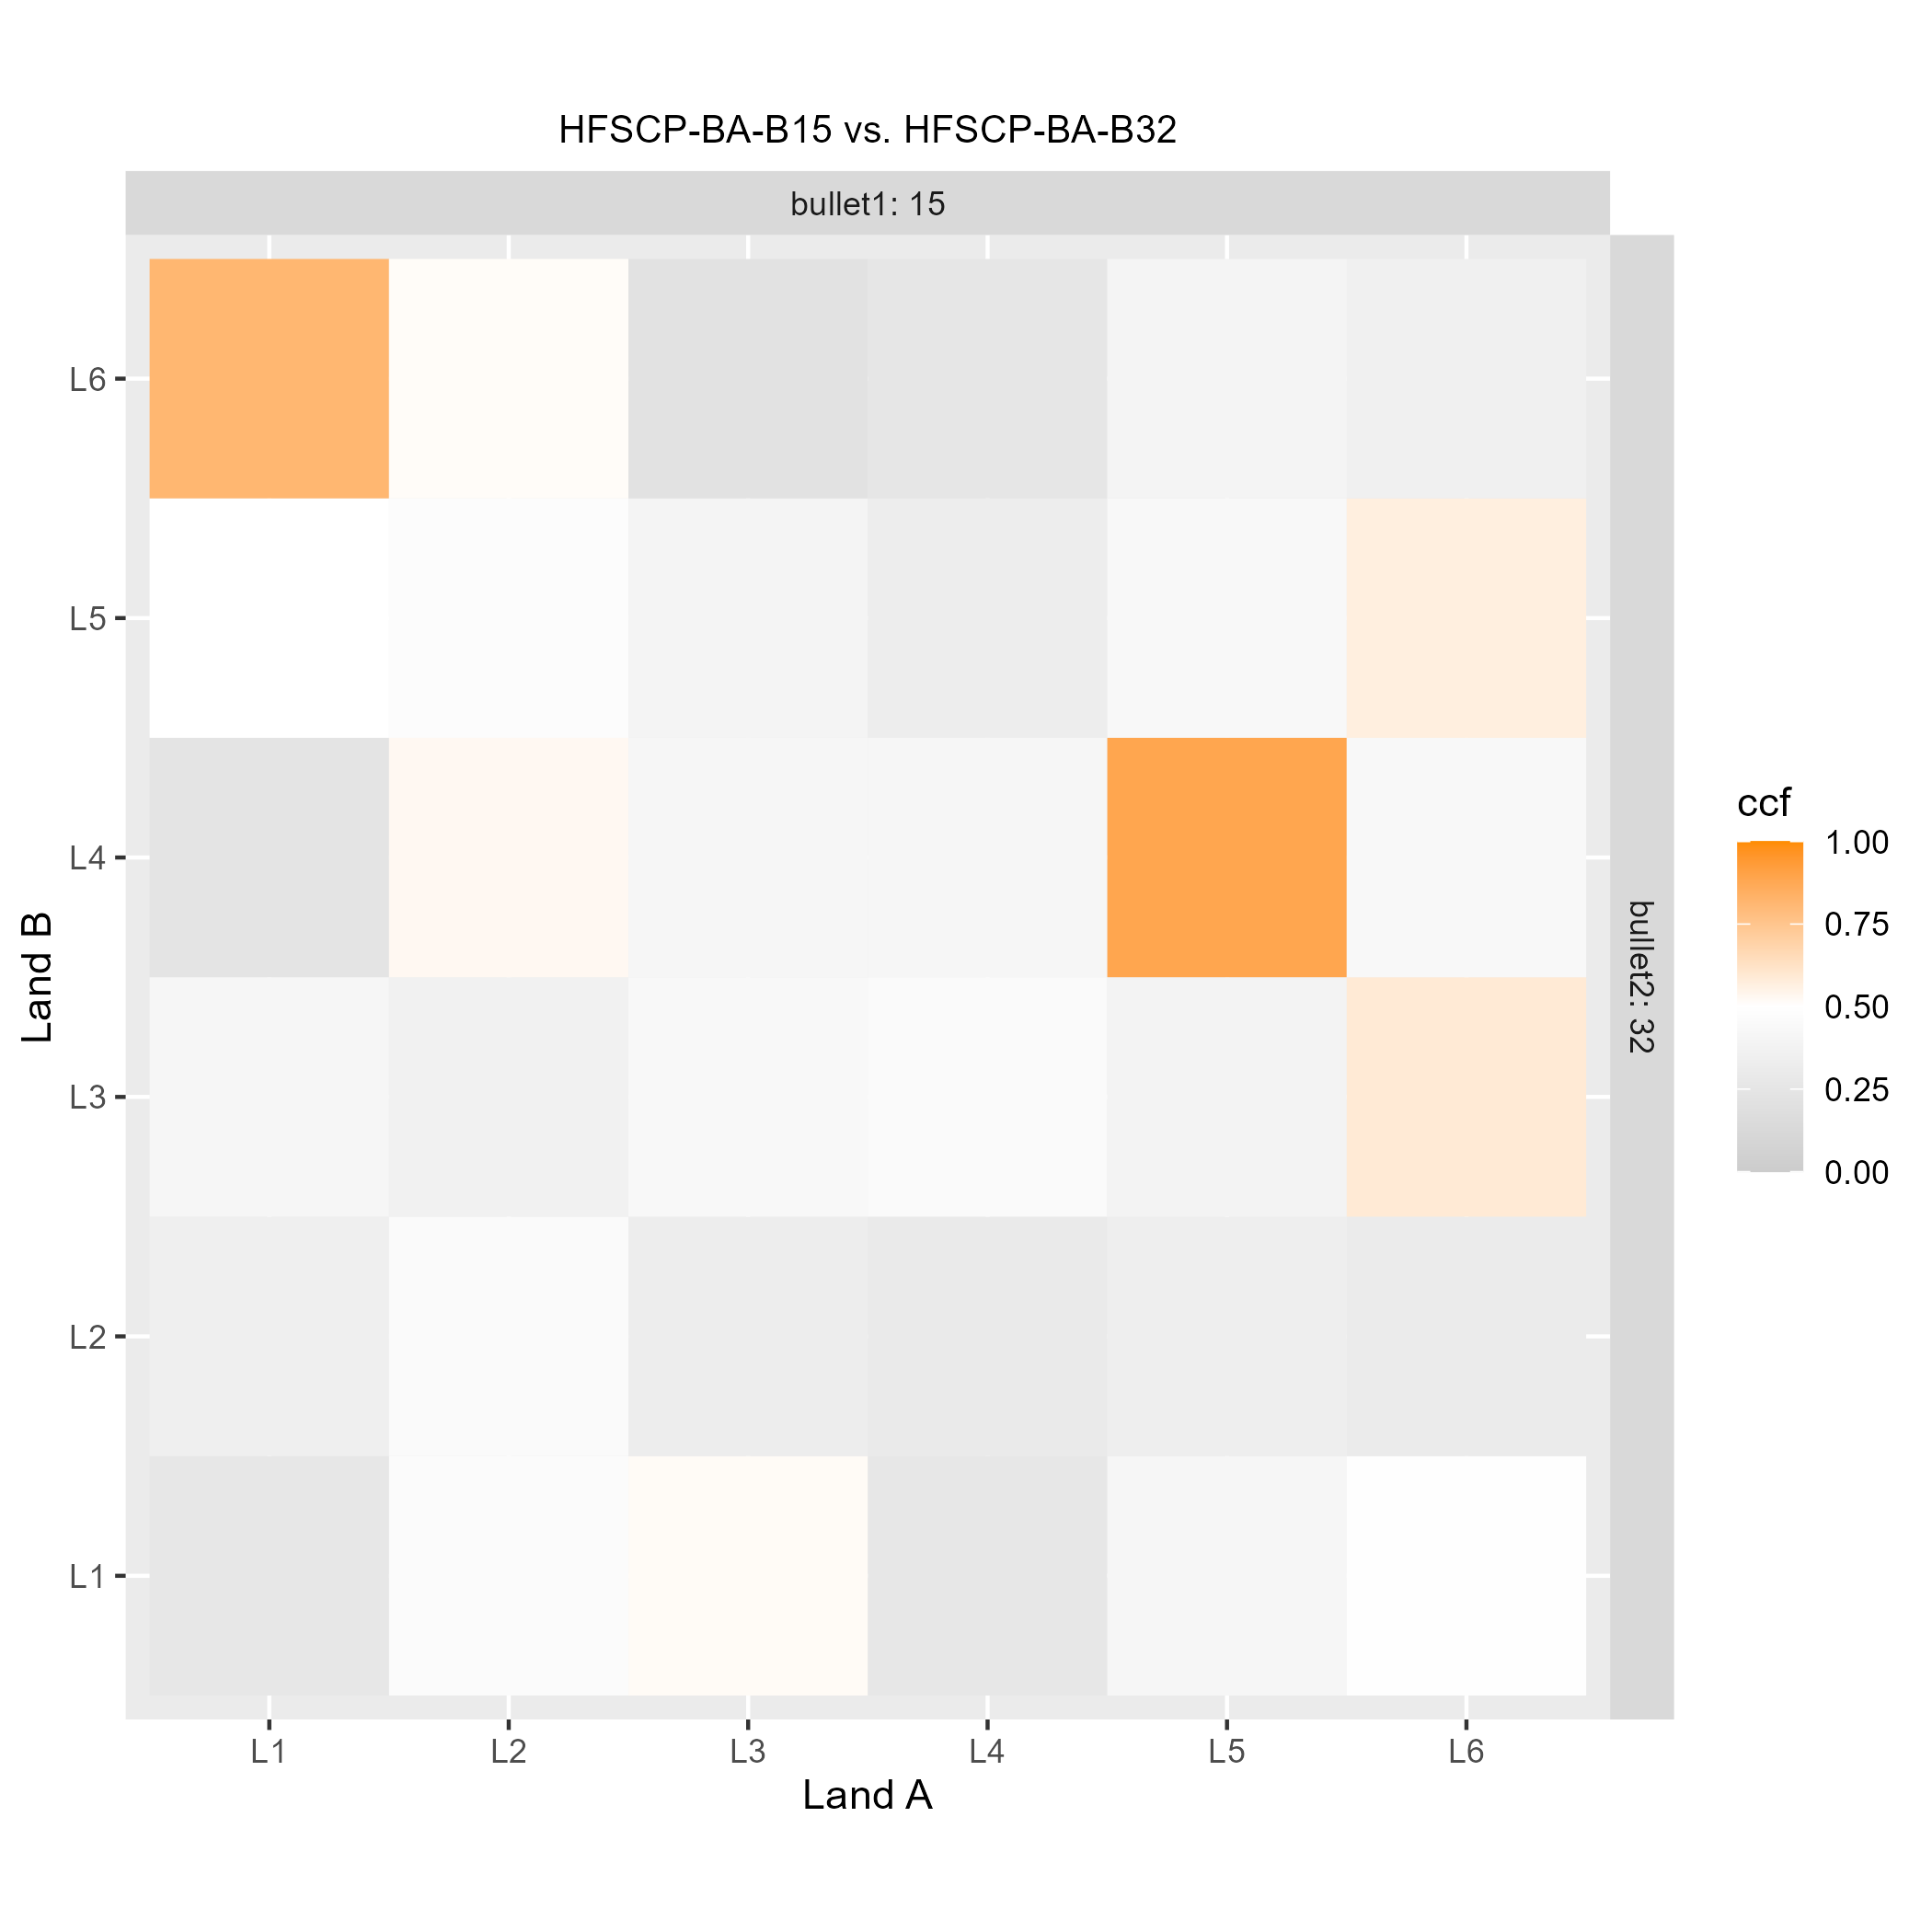 HFSCP-BA-B15 vs. HFSCP-BA-B32
bullet1: 15
L6
L5
L4
L3
L2
L1
Land B
bullet2: 32
ccf
1.00
0.75
0.50
0.25
0.00
L1 L2 L3 L4 L5 L6
Land A